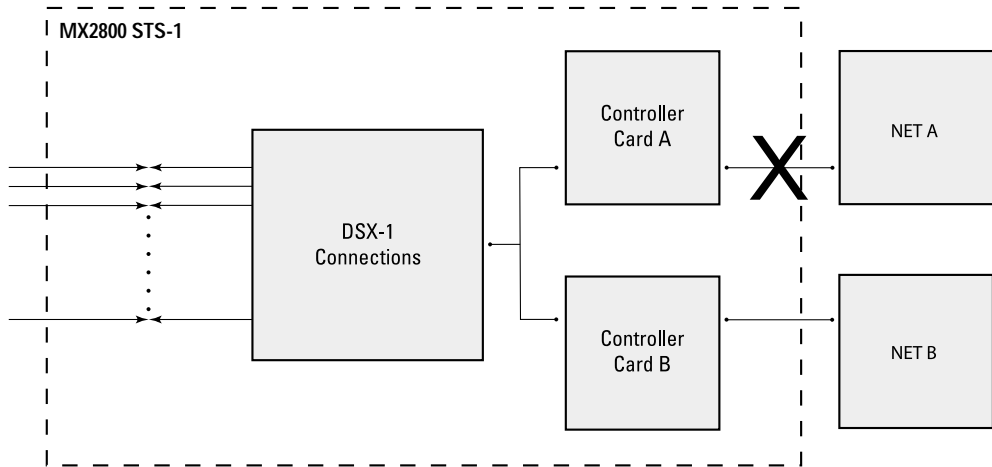 MX2800 STS-1
Controller
Card A
NET A
DSX-1
Connections
Controller
Card B
NET B